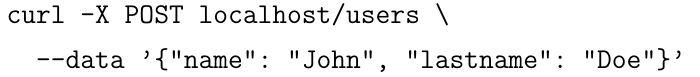 curl -X POST localhost/users \
--data ’{"name": "John", "lastname": "Doe"}’